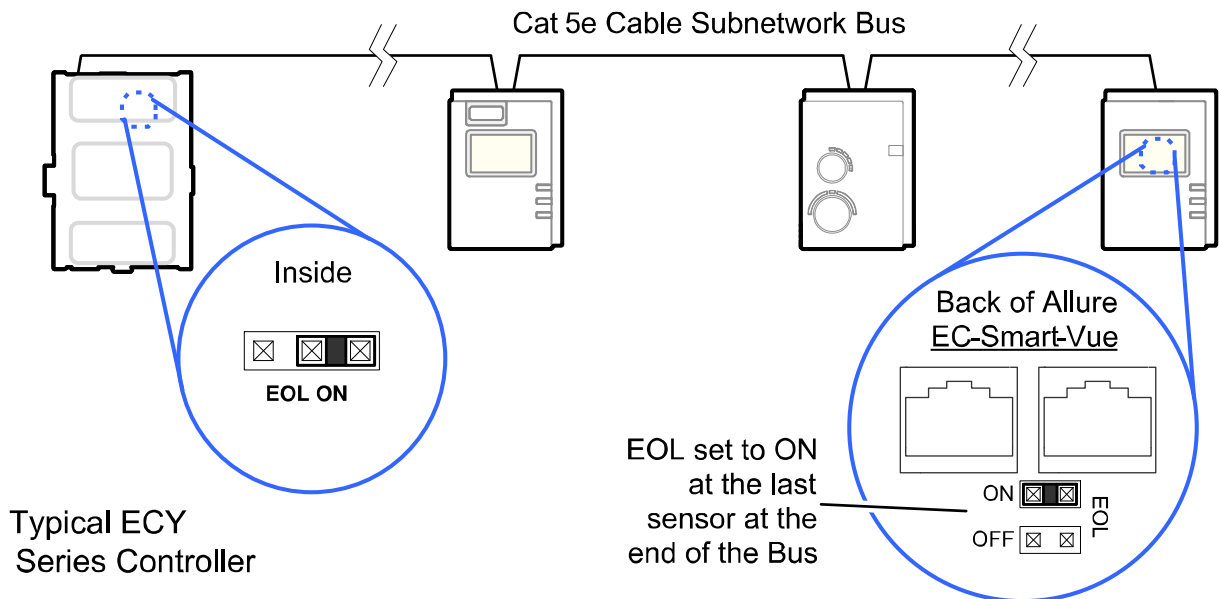 Cat 5e Cable Subnetwork Bus
Inside
EOL ON
Typical ECY
Series Controller
Back of Allure
EC-Smart-Vue
EOL set to ON
at the last
sensor at the
end of the Bus
ON
OFF
EOL